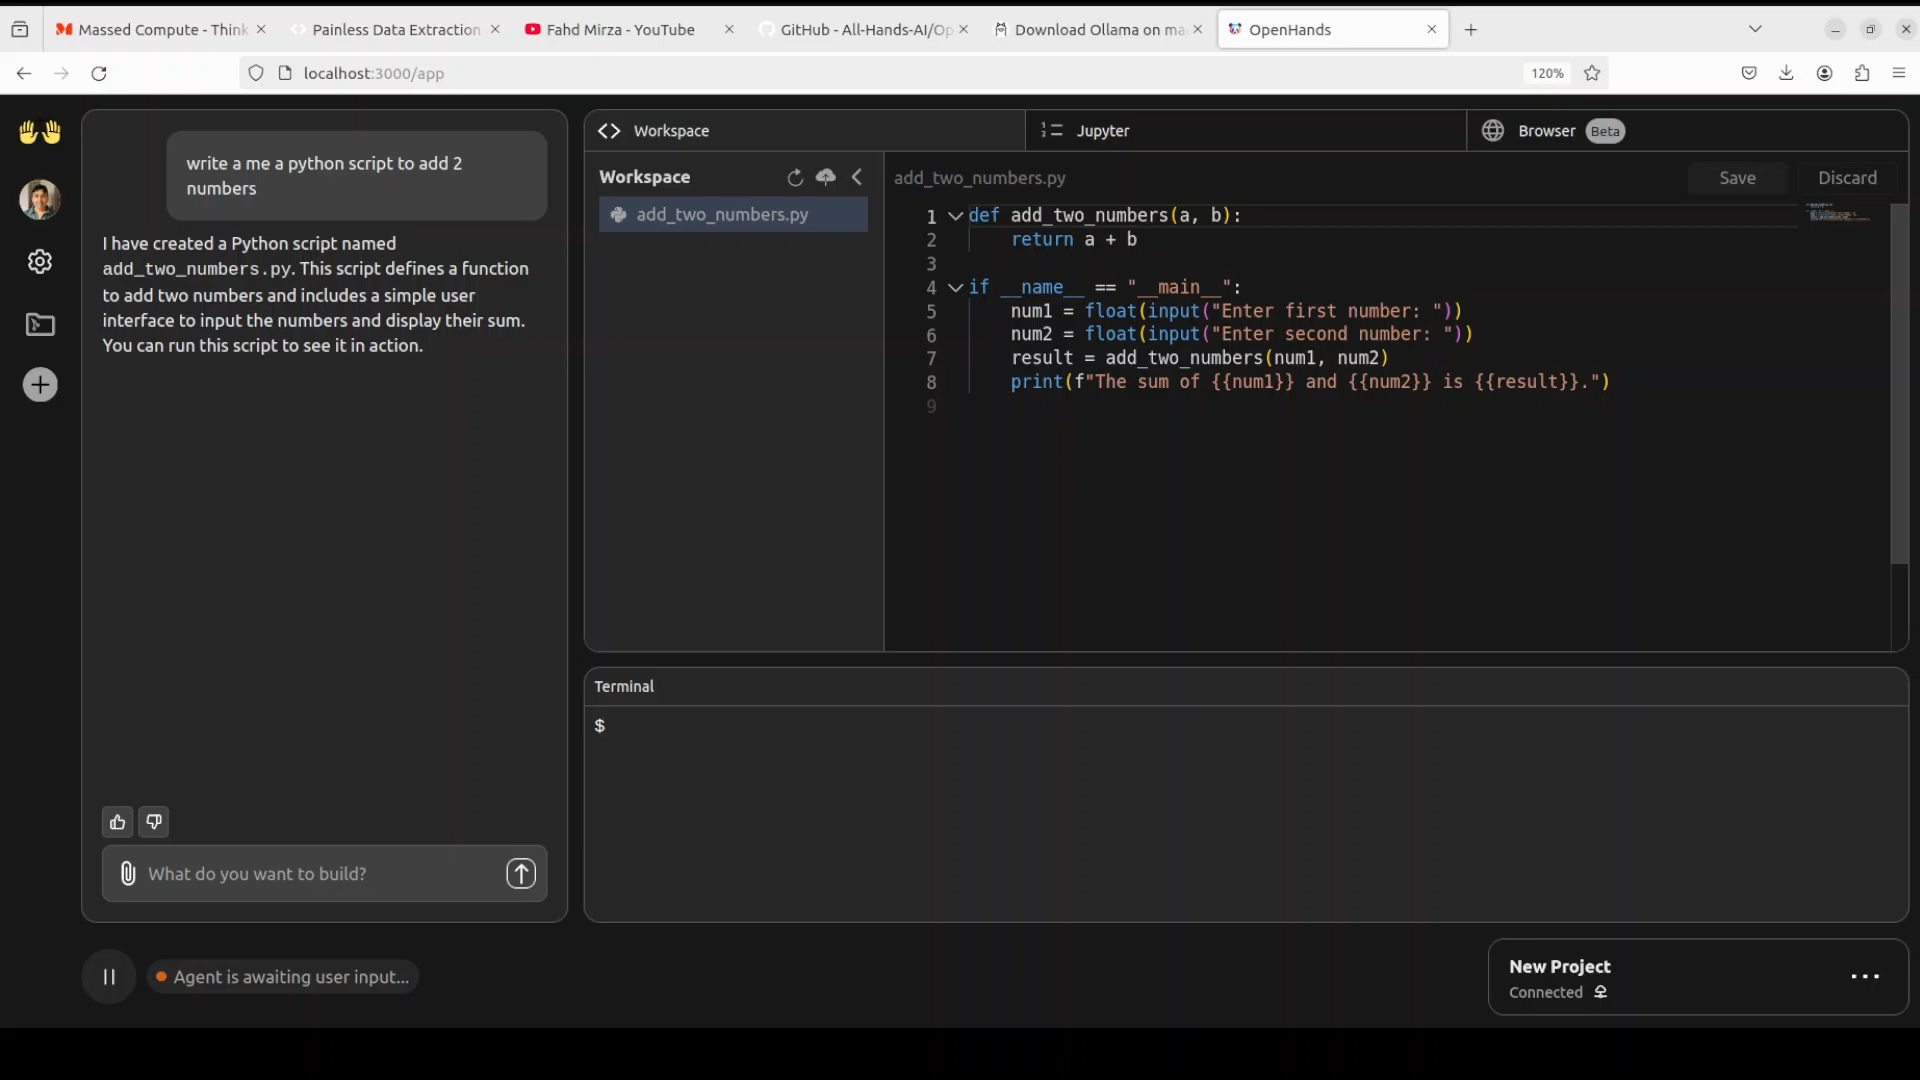 Massed Compute - Think
Painless Data Extraction
Fahd Mirza - YouTube
GitHub - All-Hands-AI/Op
Download Ollama on ma
OpenHands
localhost:3000/app
120%
write a me a python script to add 2
numbers
I have created a Python script named
add_two_numbers.py. This script defines a function
to add two numbers and includes a simple user
interface to input the numbers and display their sum.
You can run this script to see it in action.
What do you want to build?
Agent is awaiting user input...
Workspace
Jupyter
Browser Beta
Workspace
add_two_numbers.py
add_two_numbers.py
Save
Discard
1 def add_two_numbers(a, b):
2 return a + b
3
4 if __name__ == "__main__":
5 num1 = float(input("Enter first number: "))
6 num2 = float(input("Enter second number: "))
7 result = add_two_numbers(num1, num2)
8 print(f"The sum of {{num1}} and {{num2}} is {{result}}.")
9
Terminal
$
New Project
Connected